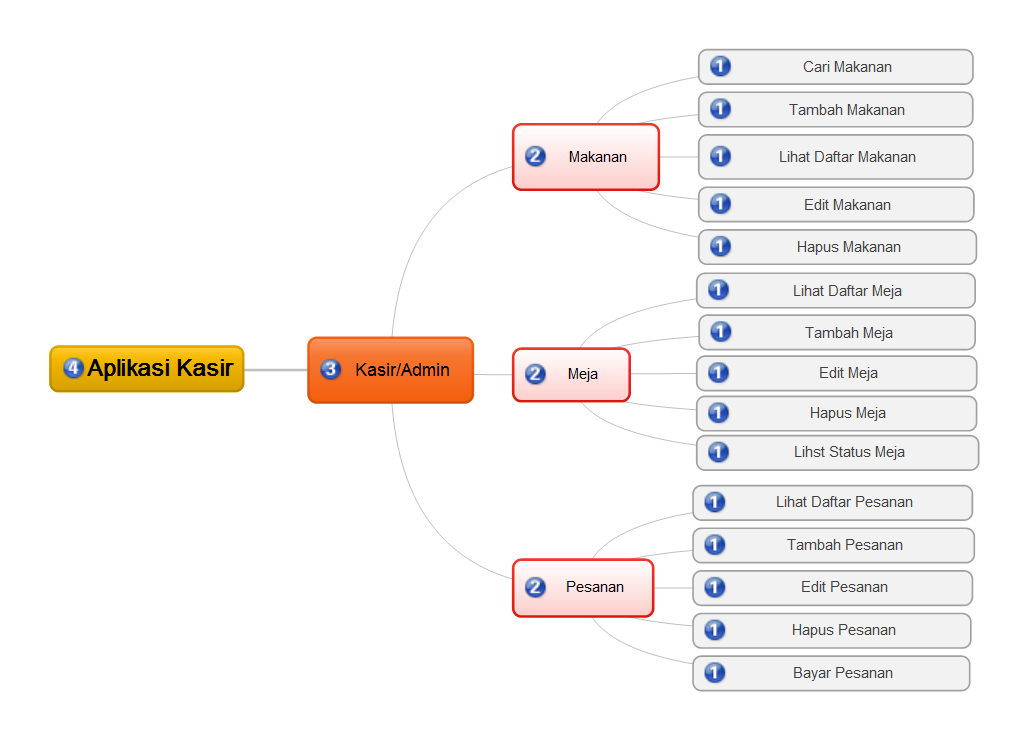 4 Aplikasi Kasir
3 Kasir/Admin
2 Makanan
1 Cari Makanan
1 Tambah Makanan
1 Lihat Daftar Makanan
1 Edit Makanan
1 Hapus Makanan
2 Meja
1 Lihat Daftar Meja
1 Tambah Meja
1 Edit Meja
1 Hapus Meja
1 Lihst Status Meja
2 Pesanan
1 Lihat Daftar Pesanan
1 Tambah Pesanan
1 Edit Pesanan
1 Hapus Pesanan
1 Bayar Pesanan